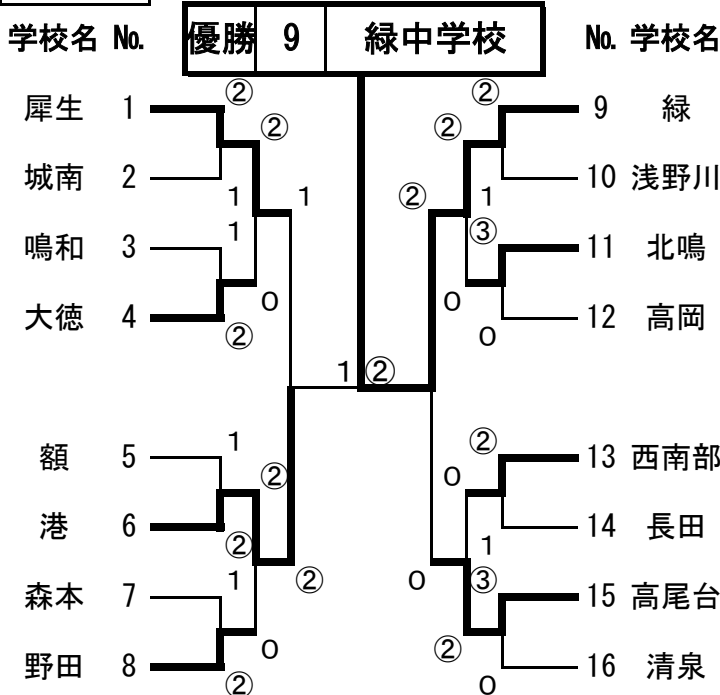 優勝 9 緑中学校
学校名 No. No. 学校名
② ②
犀生 1 9 緑
② ②
城南 2 10 浅野川
1 1 ② 1
1 ③
鳴和 3 11 北鳴
0 0
大徳 4 12 高岡
② 0
1 ②
1 ②
額 5 13 西南部
② 0
港 6 14 長田
② 1
1 ② 0 ③
森本 7 15 高尾台
0 ②
野田 8 16 清泉
② 0